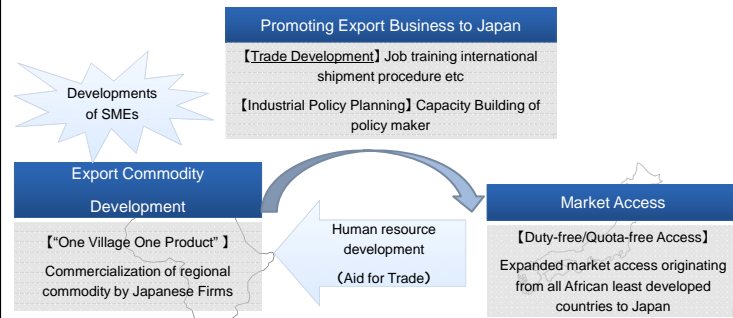 Promoting Export Business to Japan
【Trade Development】Job training international
shipment procedure etc
【Industrial Policy Planning】Capacity Building of
policy maker
Developments
of SMEs
Export Commodity
Development
【“One Village One Product” 】
Commercialization of regional
commodity by Japanese Firms
Human resource
development
（Aid for Trade）
Market Access
【Duty-free/Quota-free Access】
Expanded market access originating
from all African least developed
countries to Japan